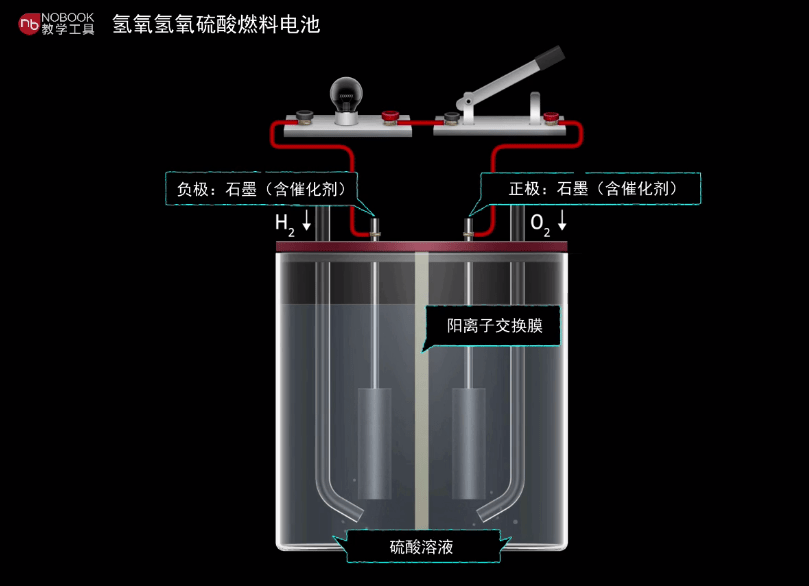 nb NOBOOK
教学工具
氢氧氢氧硫酸燃料电池
负极：石墨（含催化剂）
正极：石墨（含催化剂）
H₂ ↓
O₂ ↓
阳离子交换膜
硫酸溶液